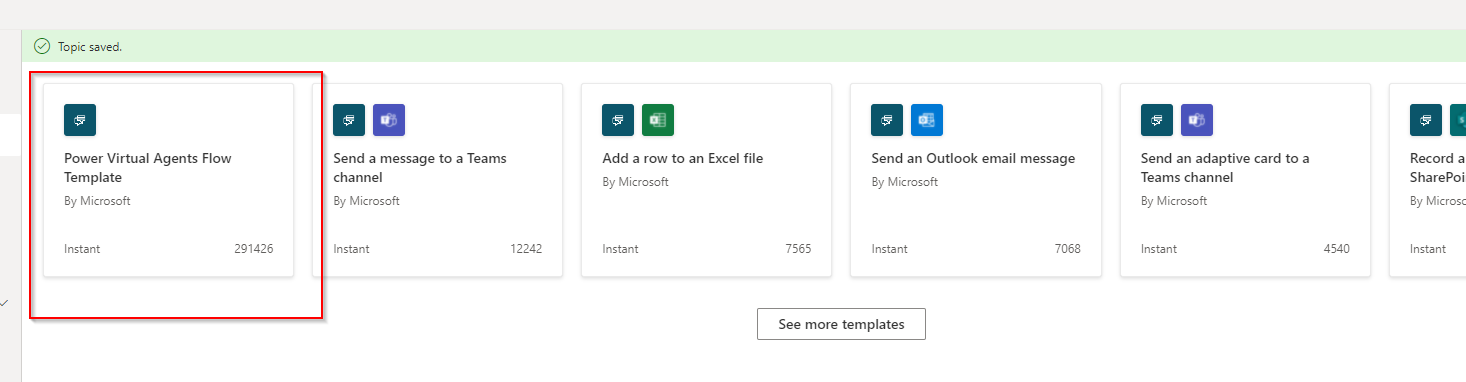 Topic saved.
Power Virtual Agents Flow
Template
By Microsoft
Instant 291426
Send a message to a Teams
channel
By Microsoft
Instant 12242
Add a row to an Excel file
By Microsoft
Instant 7565
Send an Outlook email message
By Microsoft
Instant 7068
Send an adaptive card to a
Teams channel
By Microsoft
Instant 4540
Record a
SharePoi
By Microso
Instant
See more templates